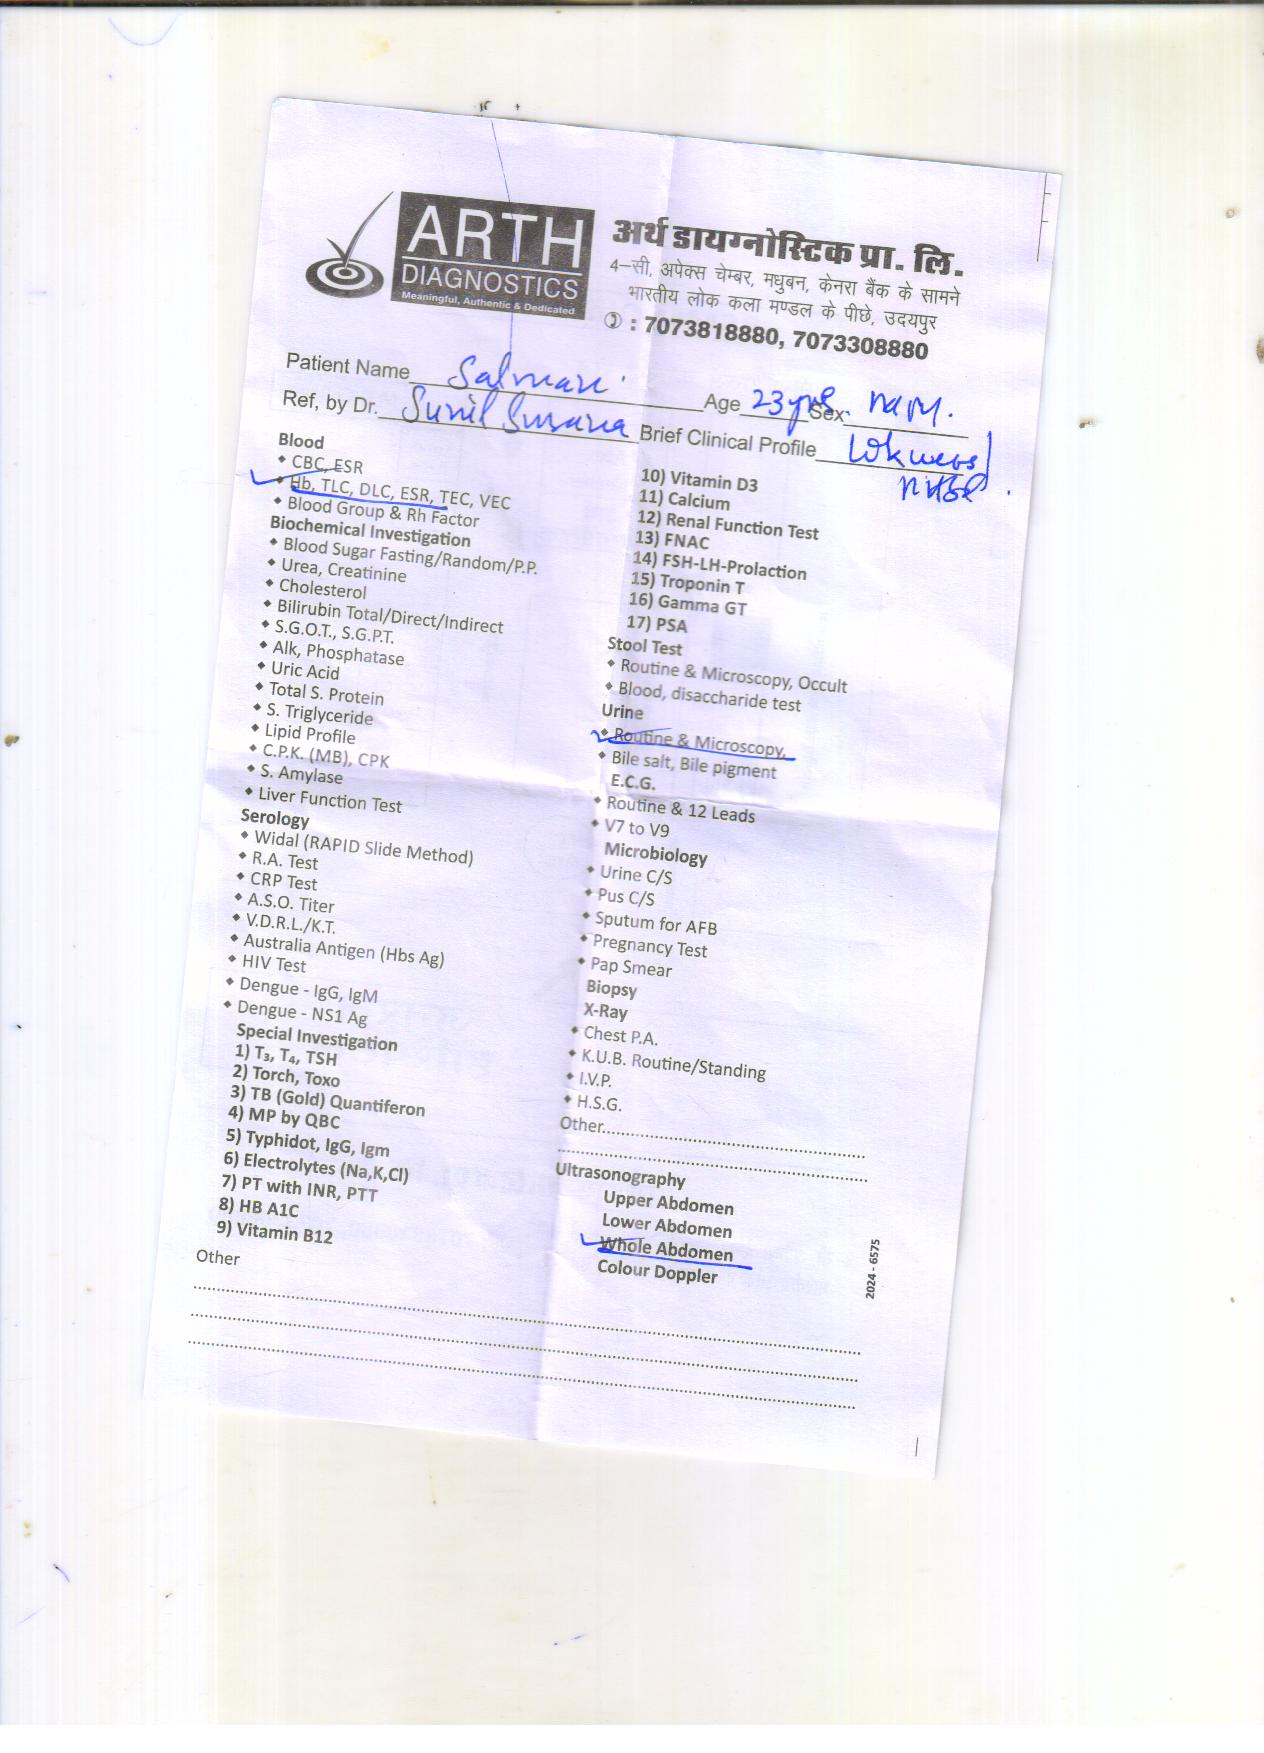 ARTH
DIAGNOSTICS
Meaningful, Authentic & Dedicated
अर्थ डायग्नोस्टिक प्रा. लि.
4-सी, अपेक्स चेम्बर, मधुबन, केनरा बैंक के सामने
भारतीय लोक कला मण्डल के पीछे, उदयपुर
: 7073818880, 7073308880
Patient Name Salman Age 23 yrs Sex
Ref, by Dr. Sunil Surana Brief Clinical Profile
Blood
CBC, ESR
Hb, TLC, DLC, ESR, TEC, VEC
Blood Group & Rh Factor
Biochemical Investigation
Blood Sugar Fasting/Random/P.P.
Urea, Creatinine
Cholesterol
Bilirubin Total/Direct/Indirect
S.G.O.T., S.G.P.T.
Alk, Phosphatase
Uric Acid
Total S. Protein
S. Triglyceride
Lipid Profile
C.P.K. (MB), CPK
S. Amylase
Liver Function Test
Serology
Widal (RAPID Slide Method)
R.A. Test
CRP Test
A.S.O. Titer
V.D.R.L./K.T.
Australia Antigen (Hbs Ag)
HIV Test
Dengue - IgG, IgM
Dengue - NS1 Ag
Special Investigation
1) T₃, T₄, TSH
2) Torch, Toxo
3) TB (Gold) Quantiferon
4) MP by QBC
5) Typhidot, IgG, Igm
6) Electrolytes (Na,K,Cl)
7) PT with INR, PTT
8) HB A1C
9) Vitamin B12
Other
10) Vitamin D3
11) Calcium
12) Renal Function Test
13) FNAC
14) FSH-LH-Prolaction
15) Troponin T
16) Gamma GT
17) PSA
Stool Test
Routine & Microscopy, Occult
Blood, disaccharide test
Urine
Routine & Microscopy,
Bile salt, Bile pigment
E.C.G.
Routine & 12 Leads
V7 to V9
Microbiology
Urine C/S
Pus C/S
Sputum for AFB
Pregnancy Test
Pap Smear
Biopsy
X-Ray
Chest P.A.
K.U.B. Routine/Standing
I.V.P.
H.S.G.
Other
Ultrasonography
Upper Abdomen
Lower Abdomen
Whole Abdomen
Colour Doppler
2024 - 6575